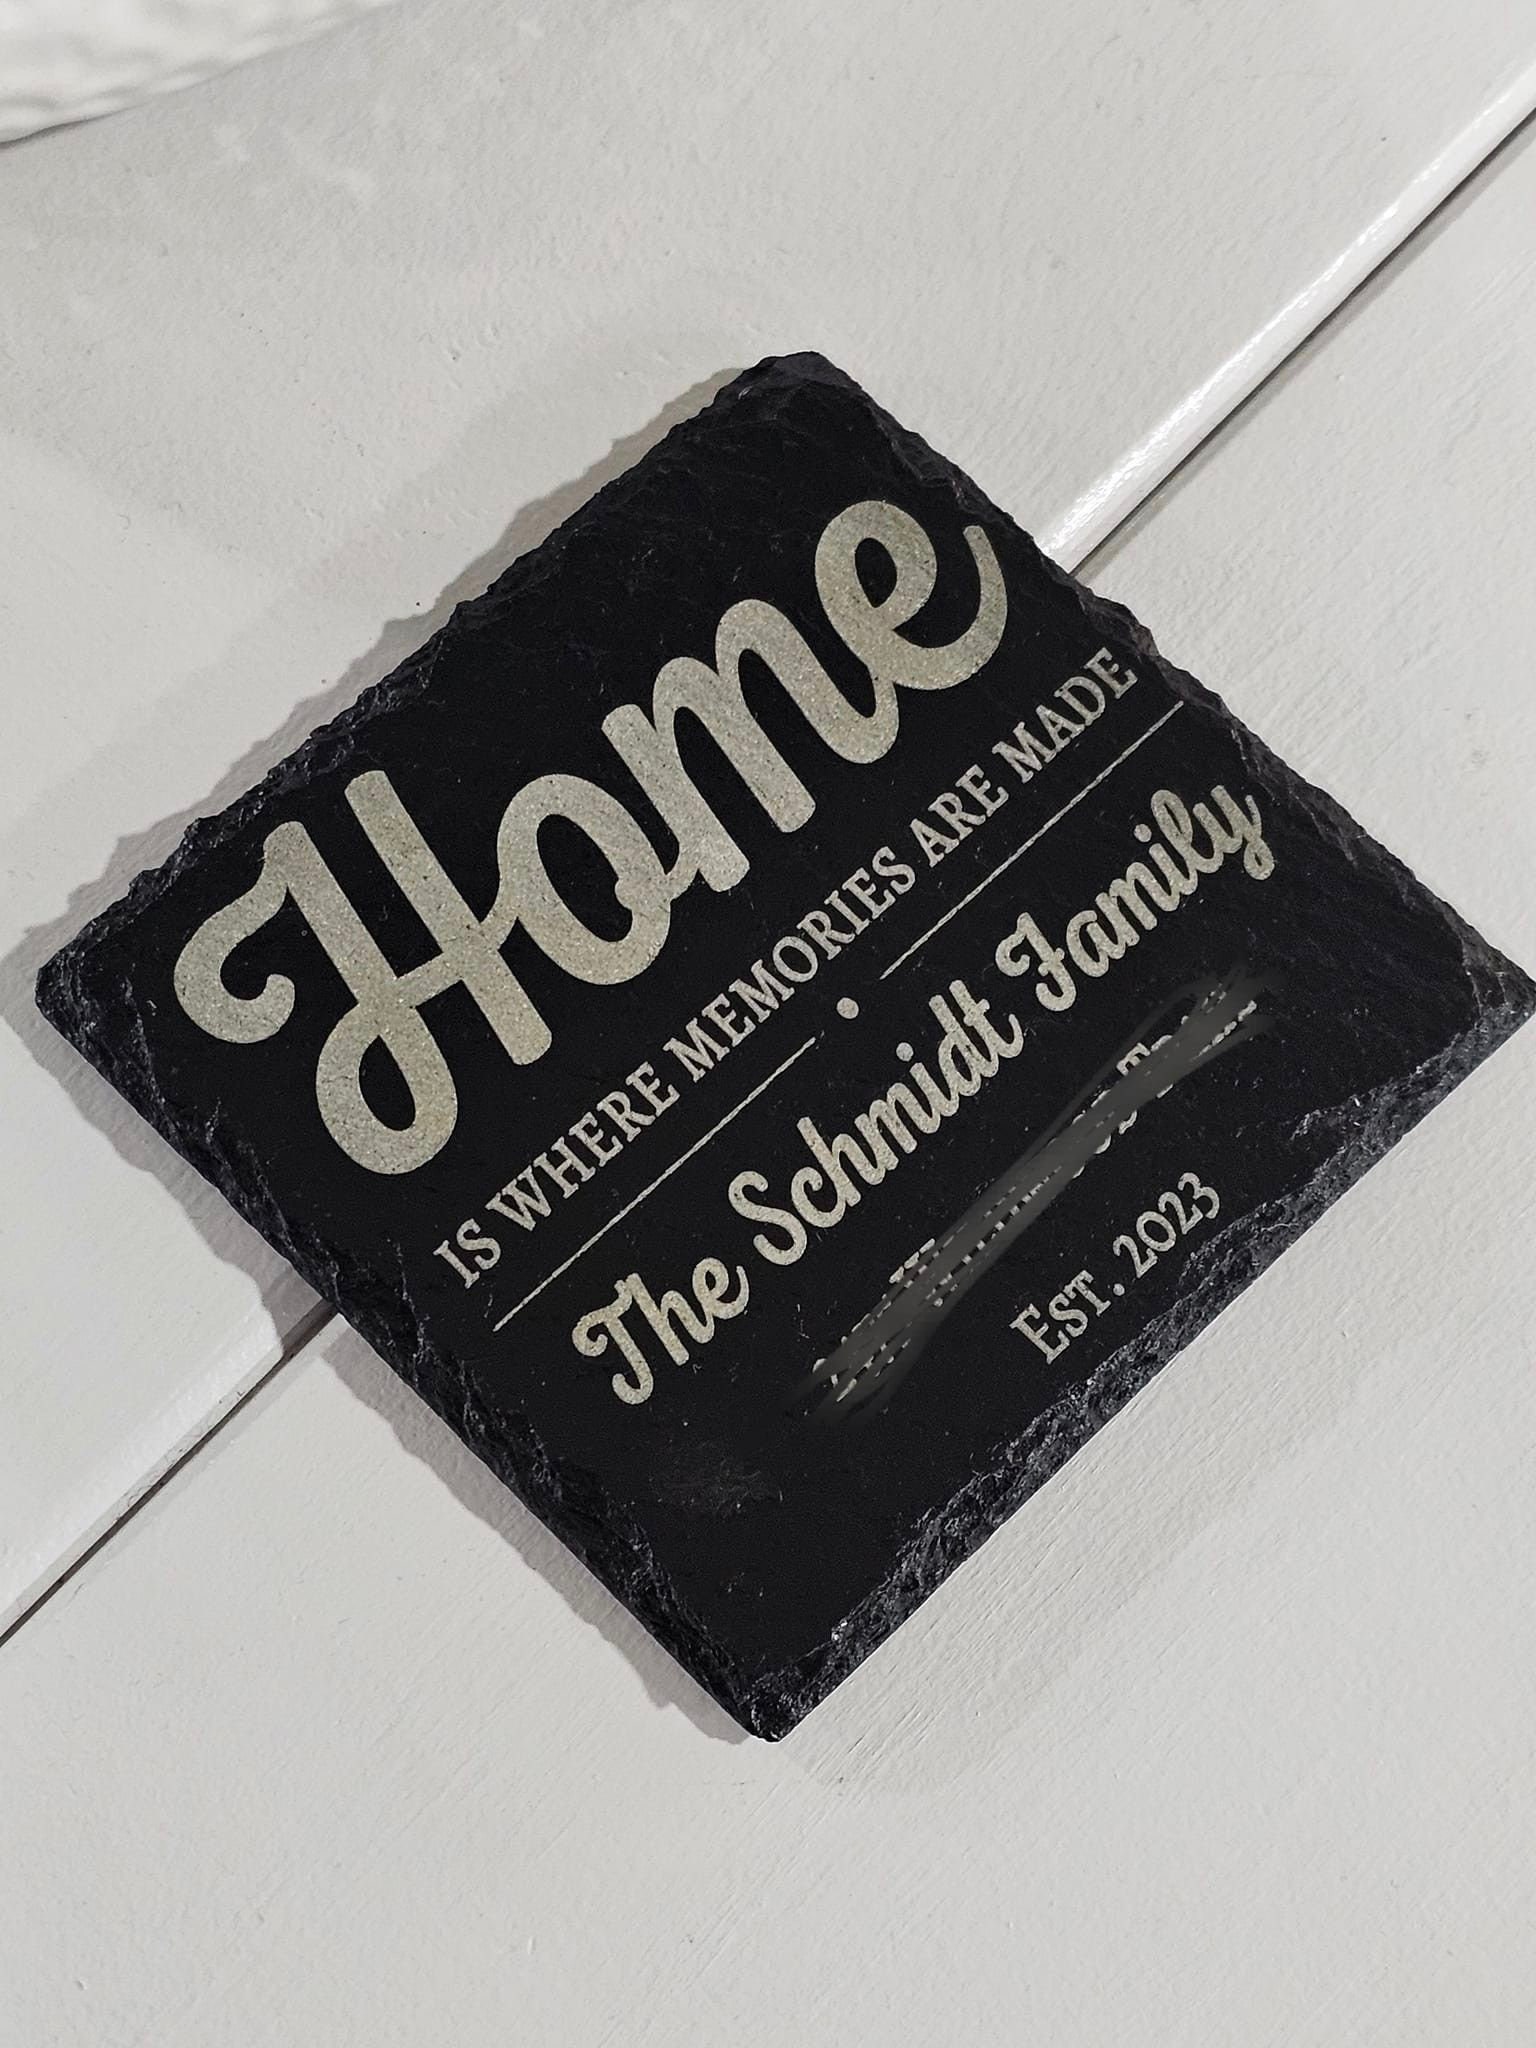 Home
IS WHERE MEMORIES ARE MADE
The Schmidt Family
EST. 2023